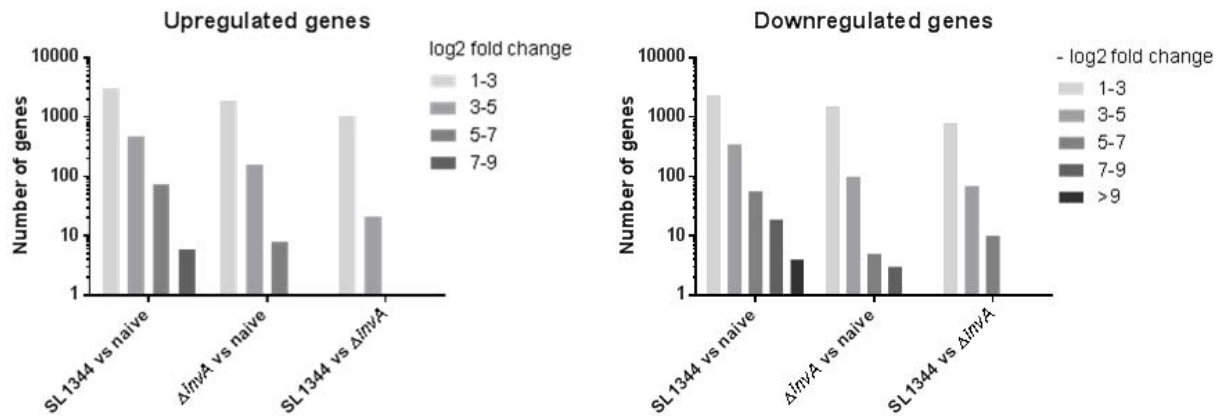 Upregulated genes
Number of genes
10000
1000
100
10
1
SL1344 vs naive
ΔinvA vs naive
SL1344 vs ΔinvA
log2 fold change
1-3
3-5
5-7
7-9
Downregulated genes
Number of genes
10000
1000
100
10
1
SL1344 vs naive
ΔinvA vs naive
SL1344 vs ΔinvA
- log2 fold change
1-3
3-5
5-7
7-9
>9